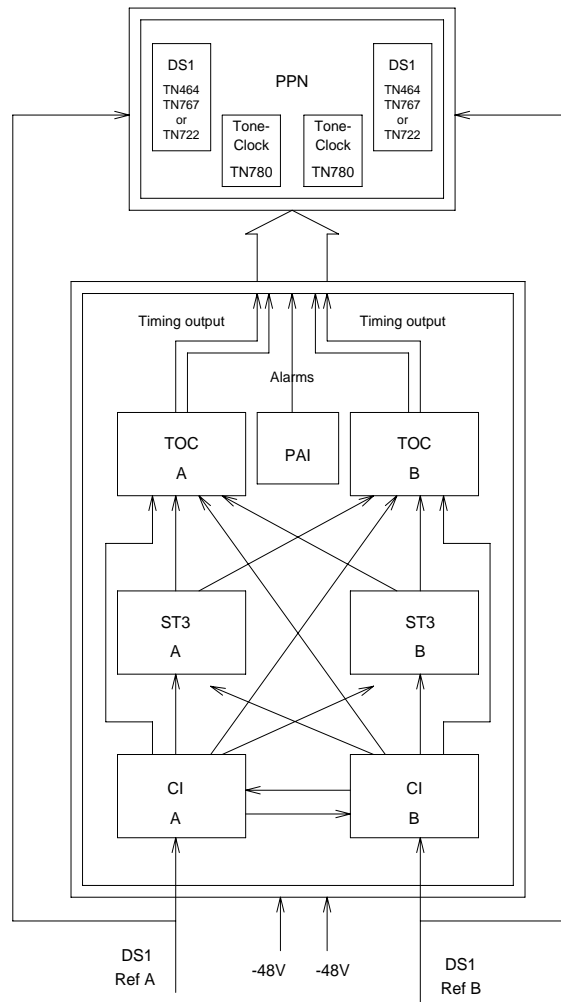 DS1
TN464
TN767
or
TN722
PPN
DS1
TN464
TN767
or
TN722
Tone-
Clock
TN780
Tone-
Clock
TN780
Timing output
Timing output
Alarms
TOC
A
PAI
TOC
B
ST3
A
ST3
B
CI
A
CI
B
DS1
Ref A
-48V
-48V
DS1
Ref B